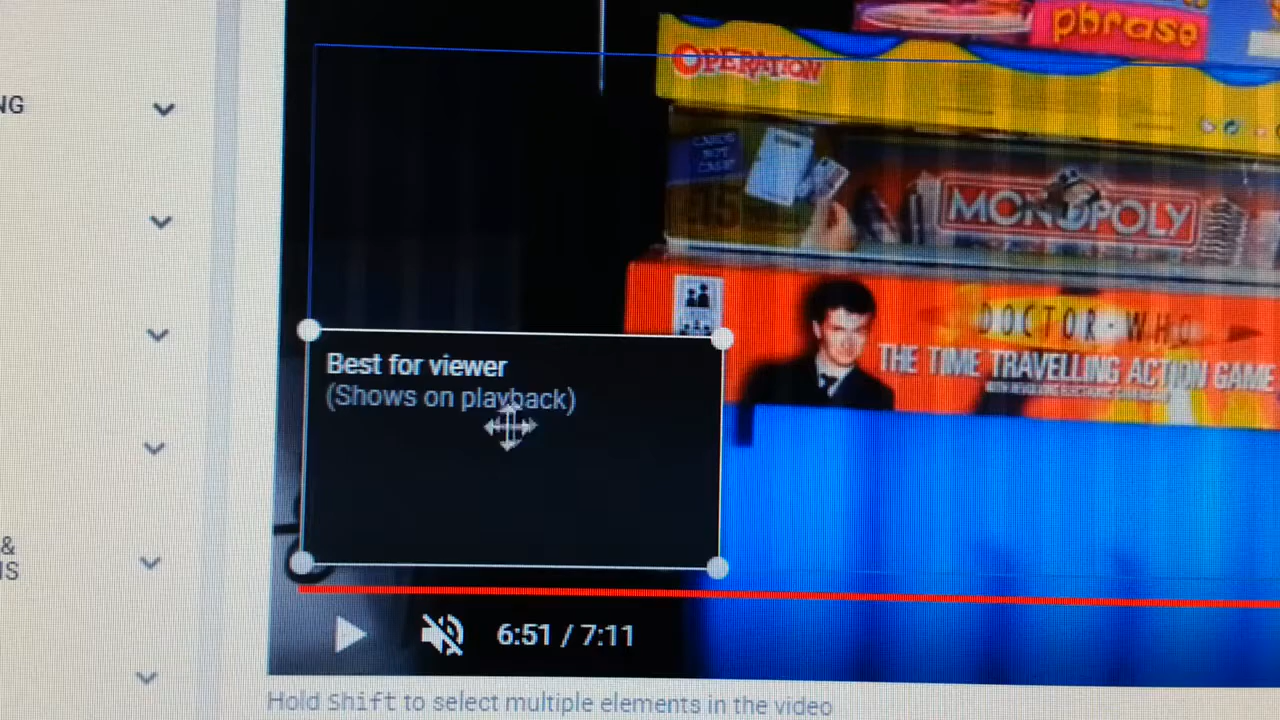 phrase
OPERATION
NG
MONOPOLY
DOCTOR WHO
THE TIME TRAVELLING ACTION GAME
Best for viewer
(Shows on playback)
&
IS
6:51 / 7:11
Hold Shift to select multiple elements in the video